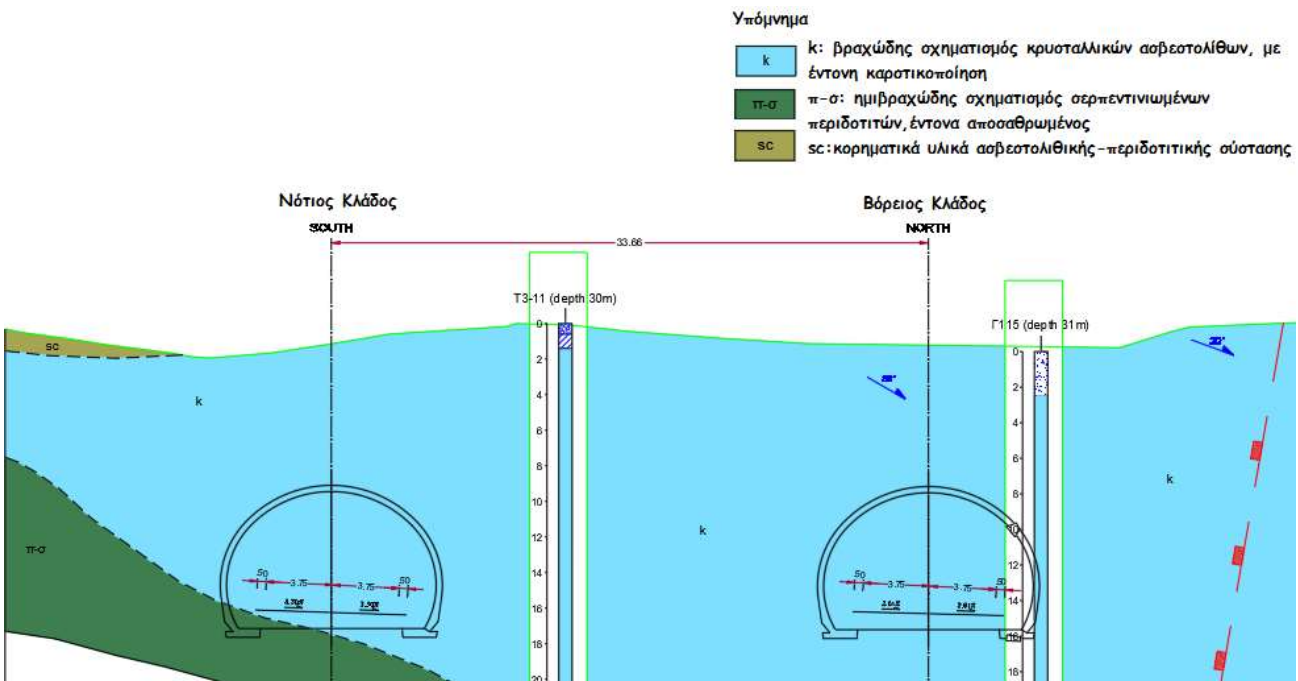 Υπόμνημα
k
k: βραχώδης σχηματισμός κρυσταλλικών ασβεστολίθων, με
έντονη καρστικοποίηση
π-σ
π-σ: ημιβραχώδης σχηματισμός σερπεντινιωμένων
περιδοτιτών,έντονα αποσαθρωμένος
sc
sc:κορηματικά υλικά ασβεστολιθικής-περιδοτιτικής σύστασης
Νότιος Κλάδος
SOUTH
Βόρειος Κλάδος
NORTH
33.66
T3-11 (depth 30m)
Γ115 (depth 31m)
sc
k
k
k
π-σ
0
2
4
6
8
10
12
14
16
18
20
0
2
4
6
8
10
14
16
18
50
3.75
3.75
50
50
3.75
3.75
50